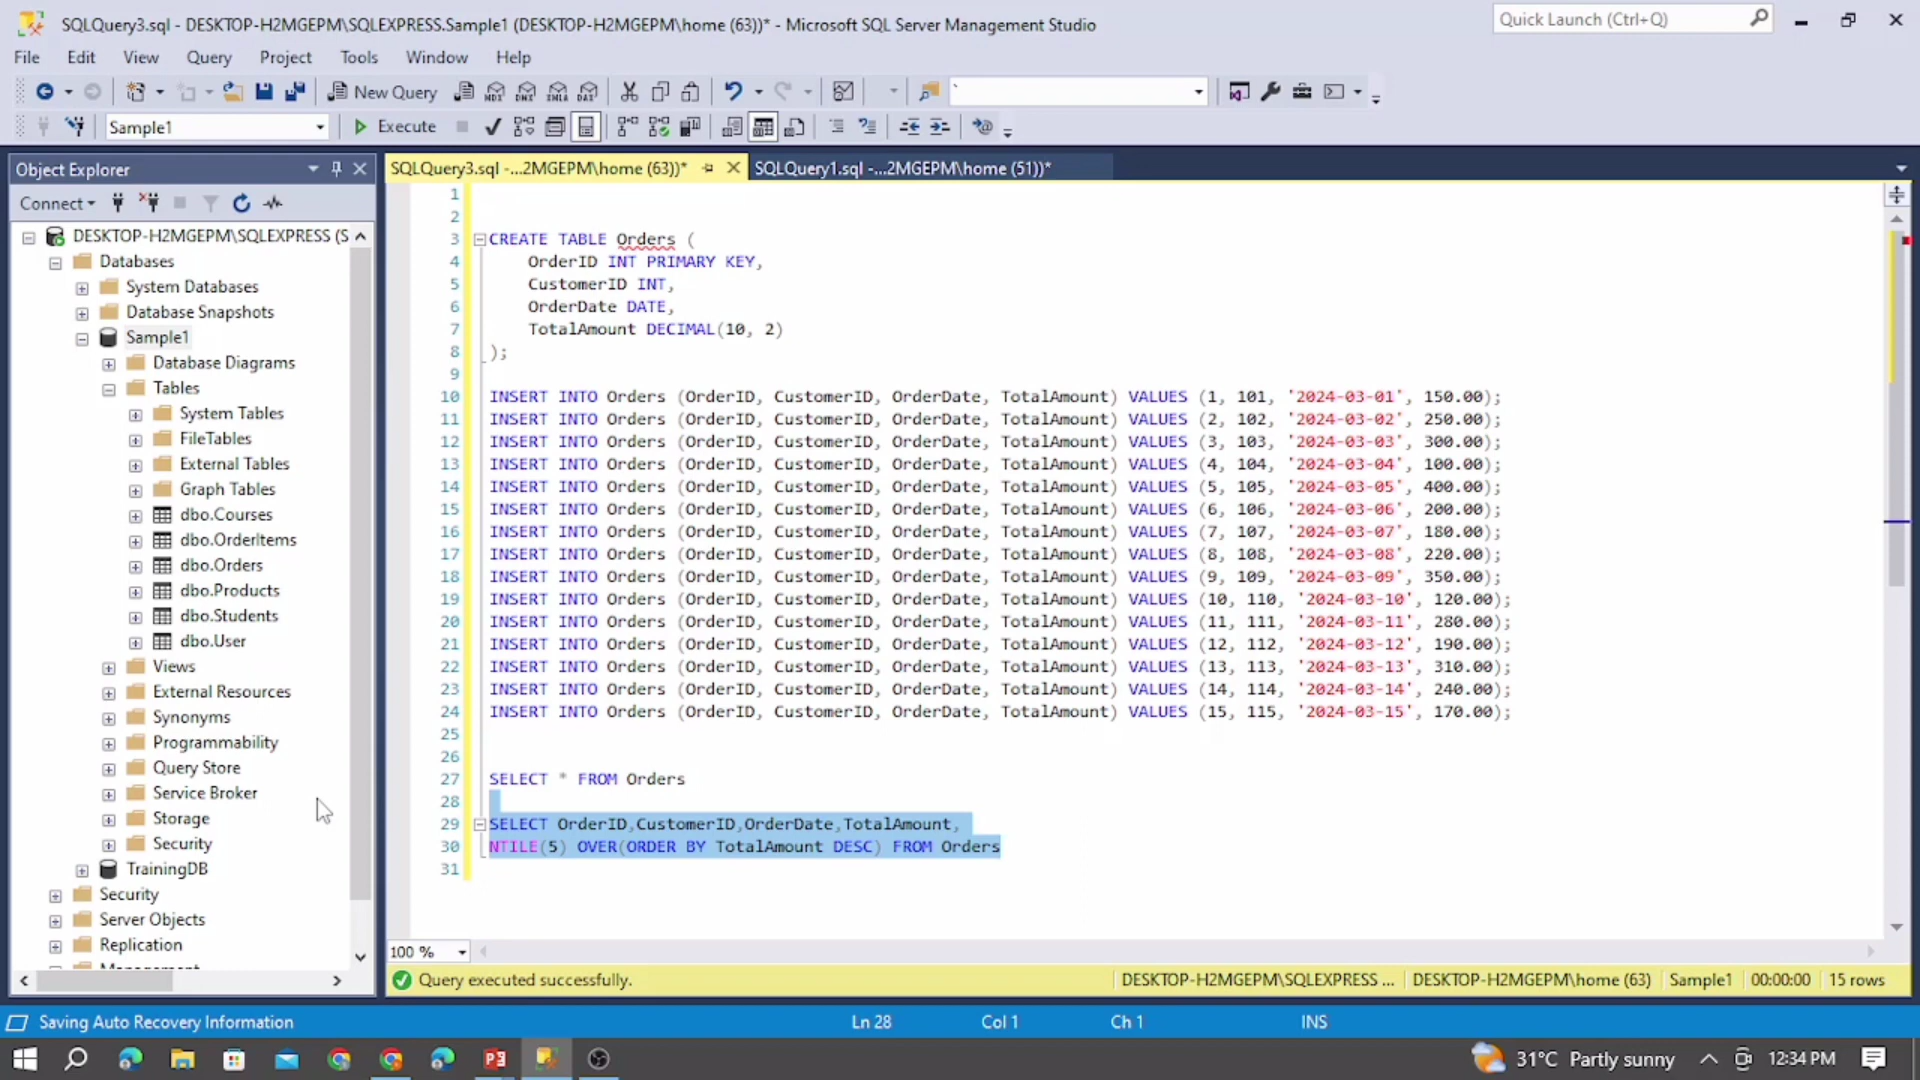 SQLQuery3.sql - DESKTOP-H2MGEPM\SQLEXPRESS.Sample1 (DESKTOP-H2MGEPM\home (63))* - Microsoft SQL Server Management Studio
Quick Launch (Ctrl+Q)
File Edit View Query Project Tools Window Help
New Query
Sample1
Execute
Object Explorer
SQLQuery3.sql -...2MGEPM\home (63))*
SQLQuery1.sql -...2MGEPM\home (51))*
Connect
DESKTOP-H2MGEPM\SQLEXPRESS (S
Databases
System Databases
Database Snapshots
Sample1
Database Diagrams
Tables
System Tables
FileTables
External Tables
Graph Tables
dbo.Courses
dbo.OrderItems
dbo.Orders
dbo.Products
dbo.Students
dbo.User
Views
External Resources
Synonyms
Programmability
Query Store
Service Broker
Storage
Security
TrainingDB
Security
Server Objects
Replication
Management
1
2
3 CREATE TABLE Orders (
4 OrderID INT PRIMARY KEY,
5 CustomerID INT,
6 OrderDate DATE,
7 TotalAmount DECIMAL(10, 2)
8 );
9
10 INSERT INTO Orders (OrderID, CustomerID, OrderDate, TotalAmount) VALUES (1, 101, '2024-03-01', 150.00);
11 INSERT INTO Orders (OrderID, CustomerID, OrderDate, TotalAmount) VALUES (2, 102, '2024-03-02', 250.00);
12 INSERT INTO Orders (OrderID, CustomerID, OrderDate, TotalAmount) VALUES (3, 103, '2024-03-03', 300.00);
13 INSERT INTO Orders (OrderID, CustomerID, OrderDate, TotalAmount) VALUES (4, 104, '2024-03-04', 100.00);
14 INSERT INTO Orders (OrderID, CustomerID, OrderDate, TotalAmount) VALUES (5, 105, '2024-03-05', 400.00);
15 INSERT INTO Orders (OrderID, CustomerID, OrderDate, TotalAmount) VALUES (6, 106, '2024-03-06', 200.00);
16 INSERT INTO Orders (OrderID, CustomerID, OrderDate, TotalAmount) VALUES (7, 107, '2024-03-07', 180.00);
17 INSERT INTO Orders (OrderID, CustomerID, OrderDate, TotalAmount) VALUES (8, 108, '2024-03-08', 220.00);
18 INSERT INTO Orders (OrderID, CustomerID, OrderDate, TotalAmount) VALUES (9, 109, '2024-03-09', 350.00);
19 INSERT INTO Orders (OrderID, CustomerID, OrderDate, TotalAmount) VALUES (10, 110, '2024-03-10', 120.00);
20 INSERT INTO Orders (OrderID, CustomerID, OrderDate, TotalAmount) VALUES (11, 111, '2024-03-11', 280.00);
21 INSERT INTO Orders (OrderID, CustomerID, OrderDate, TotalAmount) VALUES (12, 112, '2024-03-12', 190.00);
22 INSERT INTO Orders (OrderID, CustomerID, OrderDate, TotalAmount) VALUES (13, 113, '2024-03-13', 310.00);
23 INSERT INTO Orders (OrderID, CustomerID, OrderDate, TotalAmount) VALUES (14, 114, '2024-03-14', 240.00);
24 INSERT INTO Orders (OrderID, CustomerID, OrderDate, TotalAmount) VALUES (15, 115, '2024-03-15', 170.00);
25
26
27 SELECT * FROM Orders
28
29 SELECT OrderID,CustomerID,OrderDate,TotalAmount,
30 NTILE(5) OVER(ORDER BY TotalAmount DESC) FROM Orders
31
100 %
Query executed successfully.
DESKTOP-H2MGEPM\SQLEXPRESS ... DESKTOP-H2MGEPM\home (63) Sample1 00:00:00 15 rows
Saving Auto Recovery Information
Ln 28 Col 1 Ch 1 INS
31°C Partly sunny
12:34 PM